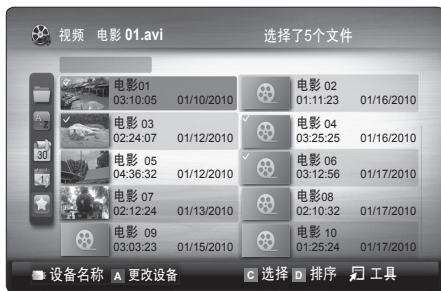 视频 电影 01.avi 选择了5个文件
电影01 电影 02
03:10:05 01/10/2010 01:11:23 01/16/2010
电影 03 电影 04
02:24:07 01/12/2010 03:25:25 01/16/2010
电影 05 电影 06
04:36:32 01/12/2010 03:12:56 01/17/2010
电影 07 电影08
02:12:24 01/13/2010 02:10:32 01/17/2010
电影 09 电影 10
03:03:23 01/15/2010 01:25:24 01/17/2010
30
1
设备名称 A 更改设备 C 选择 D 排序 工具